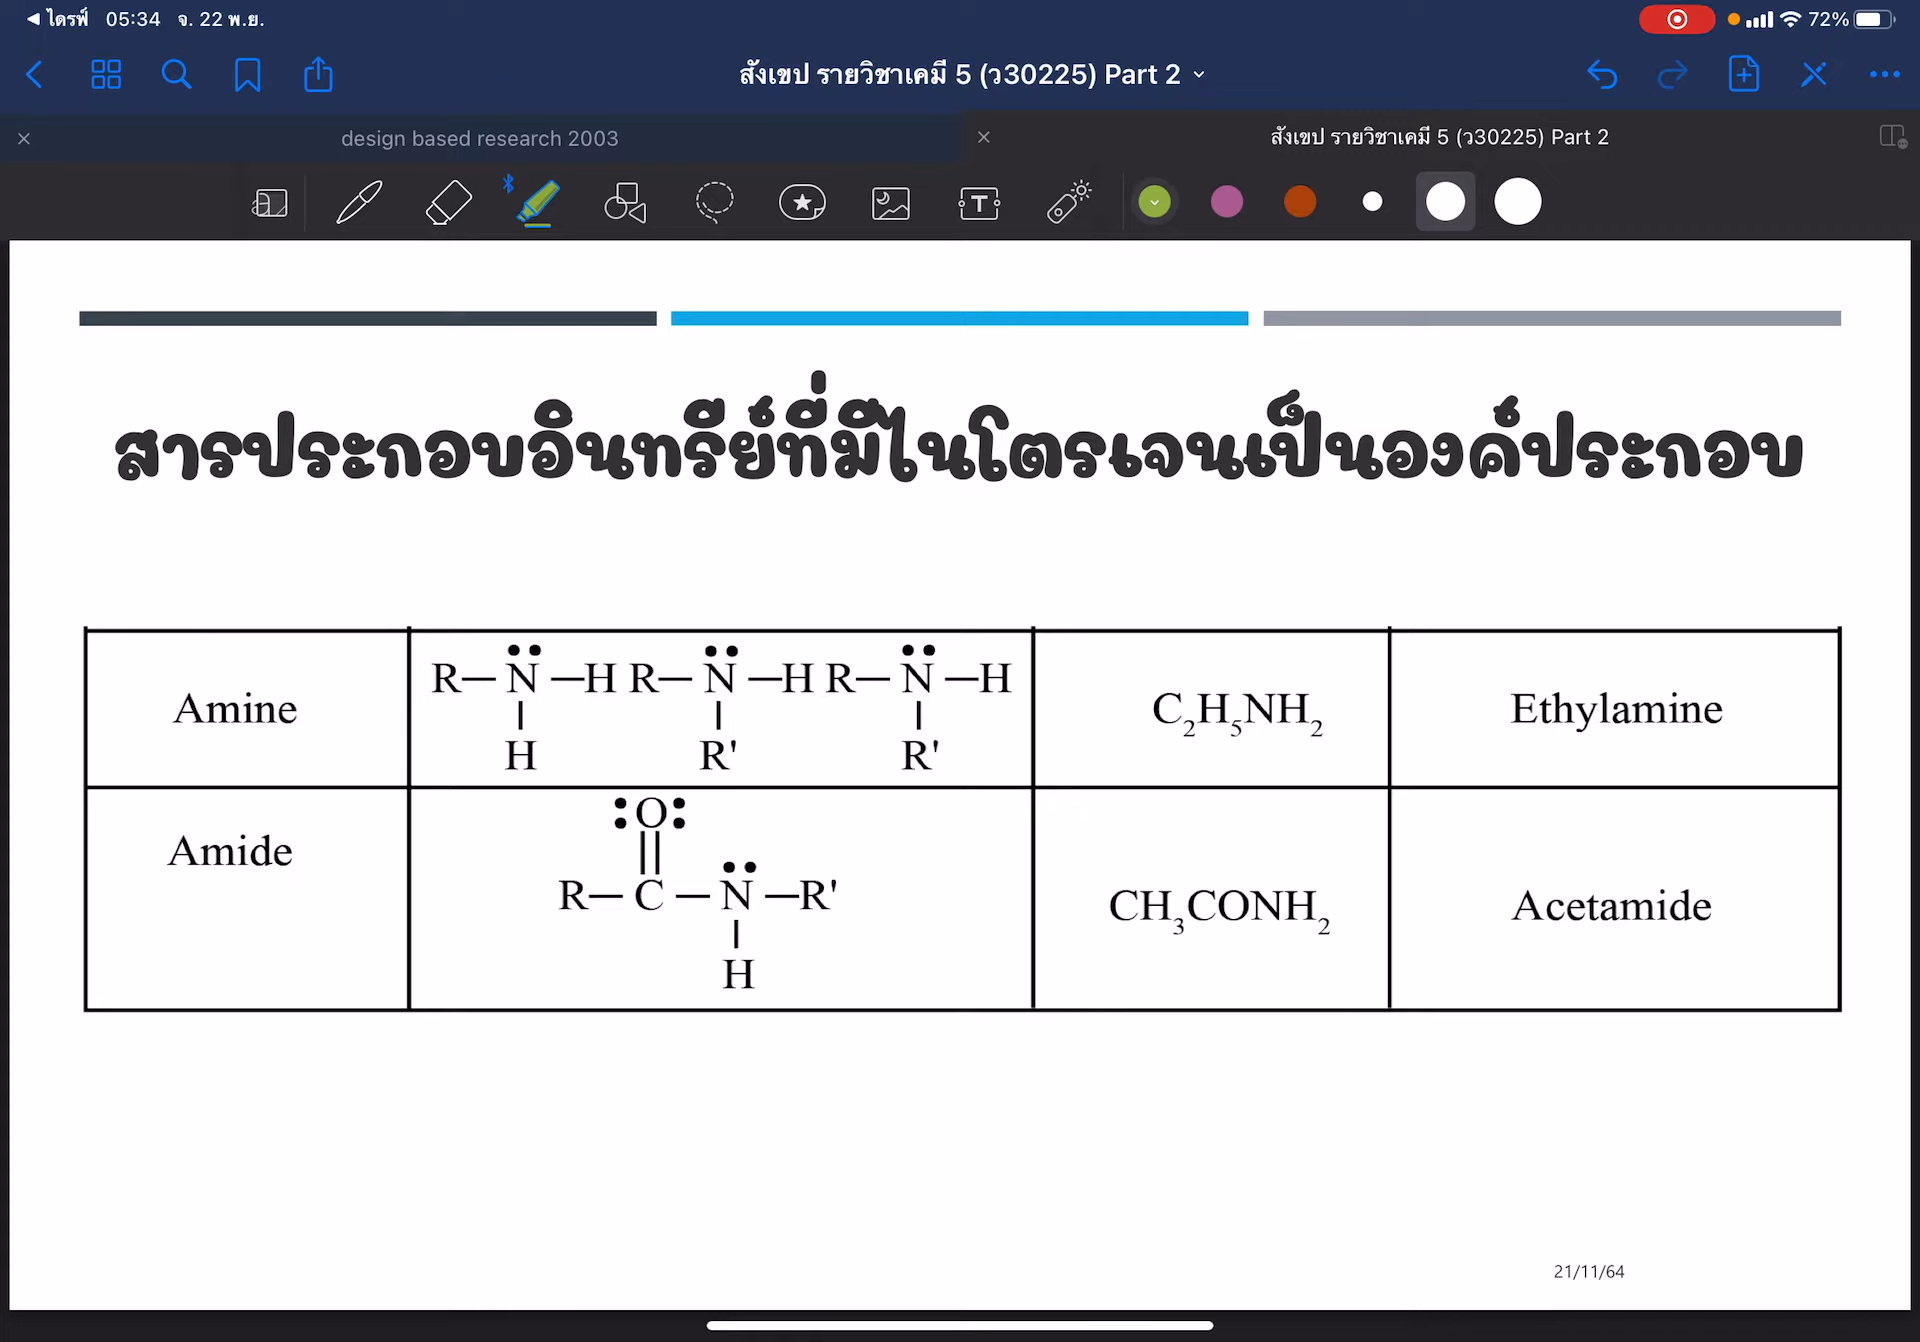 ◀ ไดรฟ์ 05:34 จ. 22 พ.ย. 72%
สังเขป รายวิชาเคมี 5 (ว30225) Part 2
design based research 2003
สังเขป รายวิชาเคมี 5 (ว30225) Part 2
สารประกอบอินทรีย์ที่มีไนโตรเจนเป็นองค์ประกอบ
Amine R—N—H R—N—H R—N—H C₂H₅NH₂ Ethylamine
H R' R'
O
Amide R—C—N—R' CH₃CONH₂ Acetamide
H
21/11/64